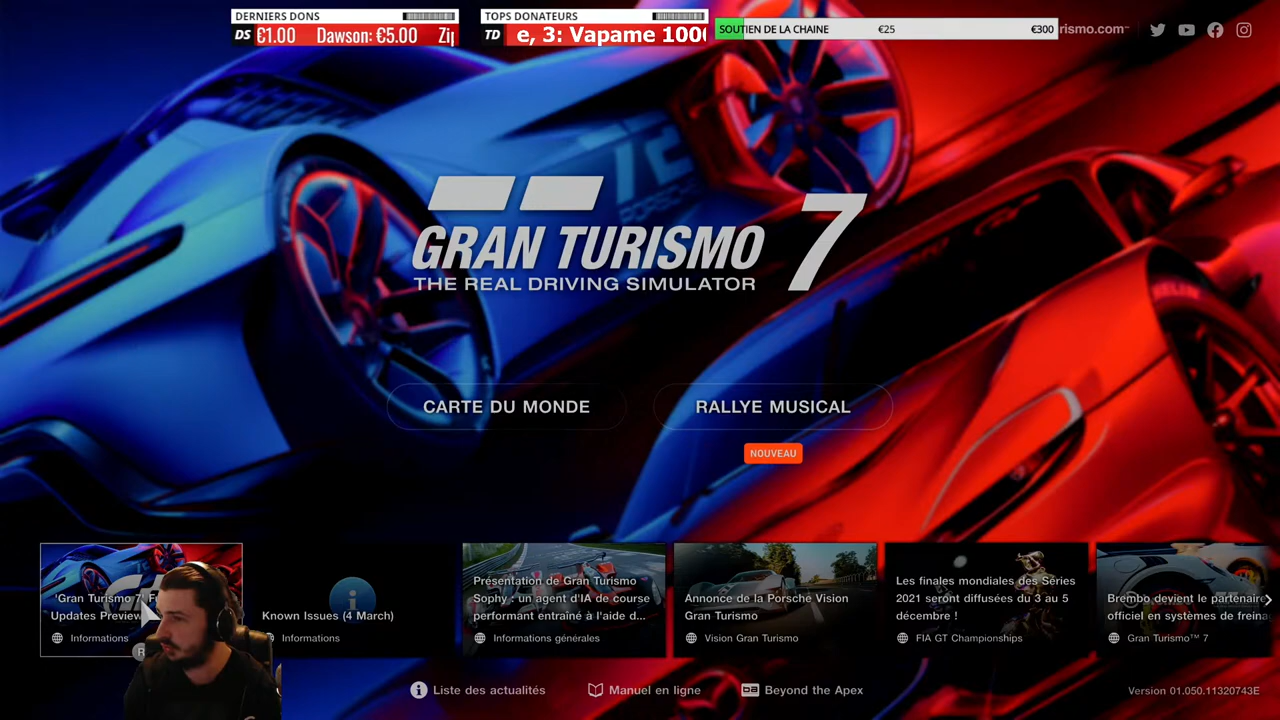 DERNIERS DONS
DS €1.00 Dawson: €5.00
TOPS DONATEURS
TD e, 3: Vapame
SOUTIEN DE LA CHAINE €25 €300
rismo.com
72
PORSCHE
GRAN TURISMO 7
THE REAL DRIVING SIMULATOR
CARTE DU MONDE
RALLYE MUSICAL
NOUVEAU
'Gran Turismo 7'
Updates Preview
Informations
R
Known Issues (4 March)
Informations
Présentation de Gran Turismo
Sophy : un agent d'IA de course
performant entraîné à l'aide d...
Informations générales
Annonce de la Porsche Vision
Gran Turismo
Vision Gran Turismo
Les finales mondiales des Séries
2021 seront diffusées du 3 au 5
décembre !
FIA GT Championships
Brembo devient le partenaire
officiel en systèmes de freina
Gran Turismo™ 7
Liste des actualités
Manuel en ligne
Beyond the Apex
Version 01.050.11320743E